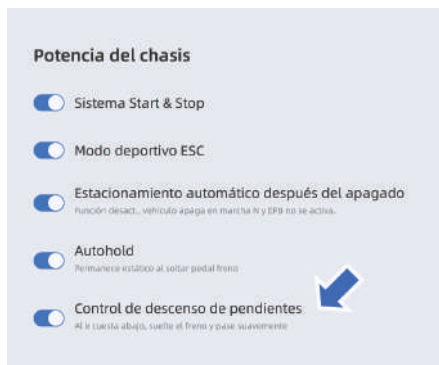 Potencia del chasis
Sistema Start & Stop
Modo deportivo ESC
Estacionamiento automático después del apagado
Función desact., vehículo apaga en marcha N y EPB no se activa.
Autohold
Permanece estático al soltar pedal freno
Control de descenso de pendientes
Al ir cuesta abajo, suelte el freno y pase suavemente